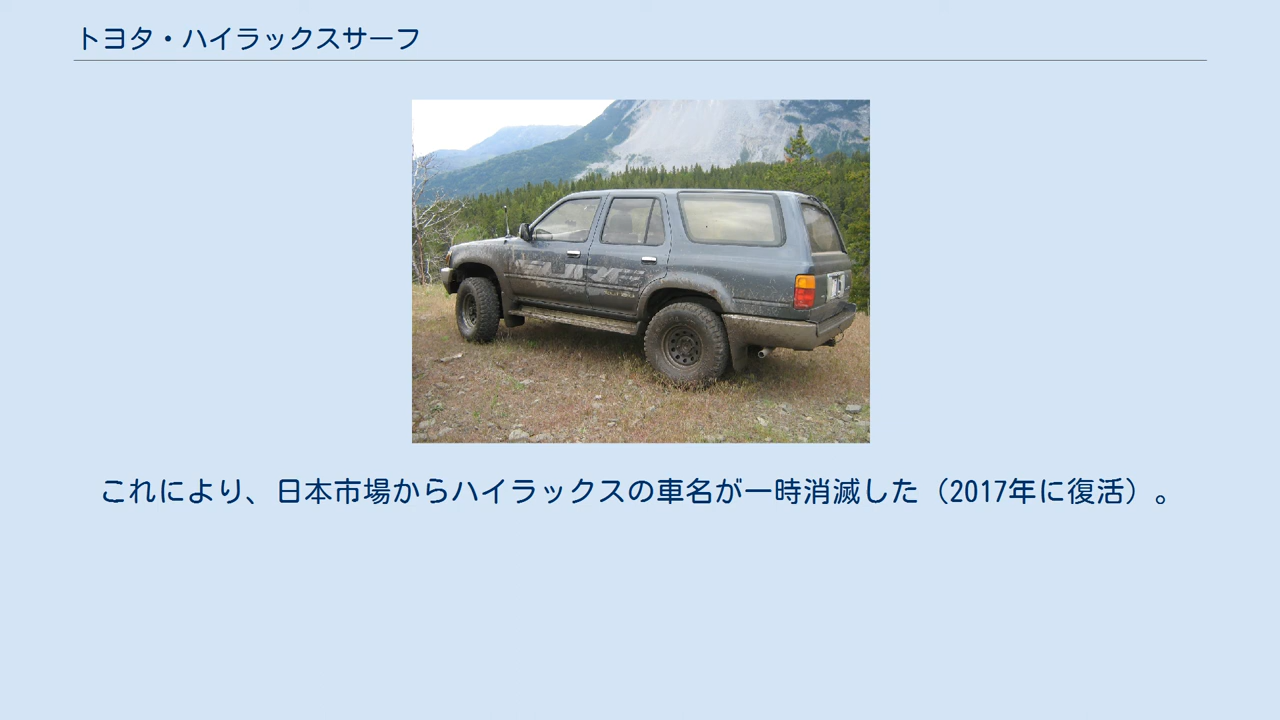 トヨタ・ハイラックスサーフ
SURF
これにより、日本市場からハイラックスの車名が一時消滅した（2017年に復活）。